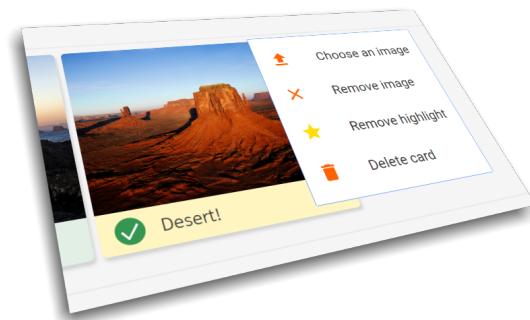 Choose an image
Remove image
Remove highlight
Delete card
Desert!